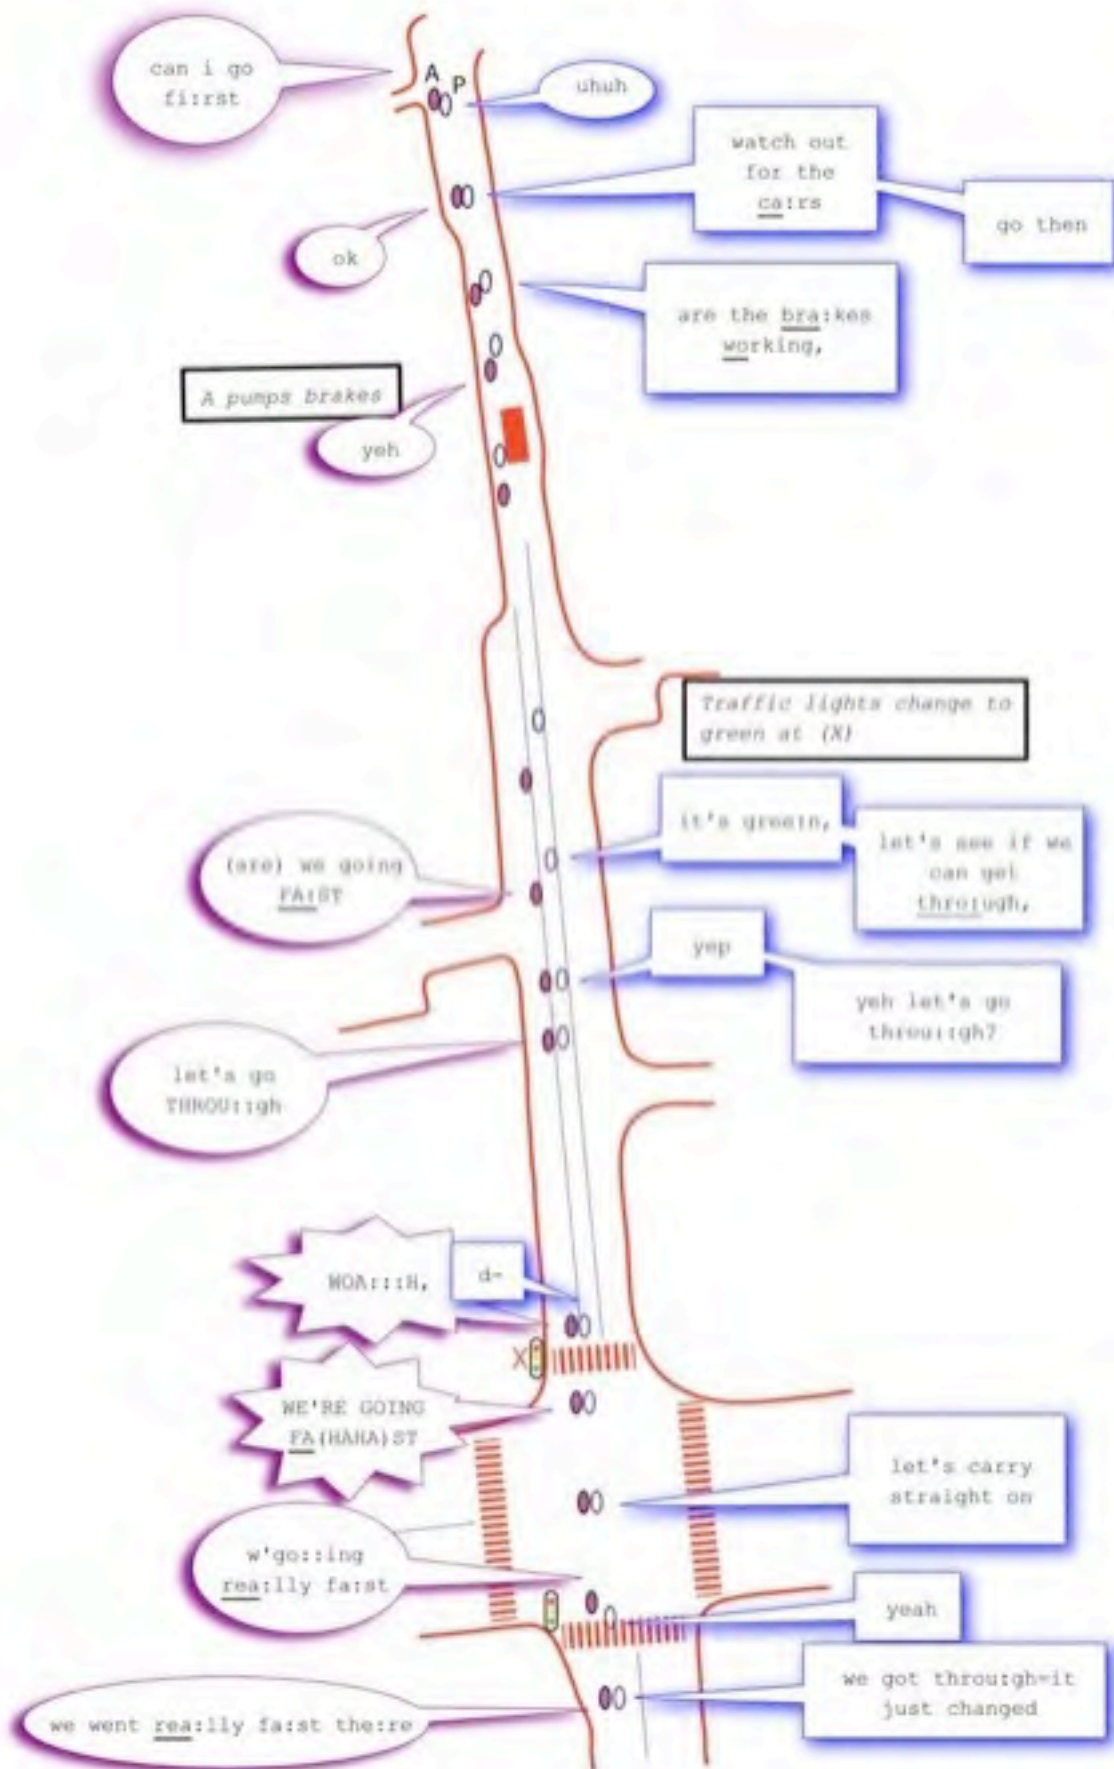 can i go
fi:rst
A
P
uhuh
watch out
for the
ca:rs
go then
ok
are the bra:kes
working,
A pumps brakes
yeh
Traffic lights change to
green at (X)
it's gree:n,
let's see if we
can get
thro:ugh,
(are) we going
FA:ST
yep
yeh let's go
throu::gh?
let's go
THROU::gh
WOA:::H,
d-
X
WE'RE GOING
FA(HAHA)ST
let's carry
straight on
w'go::ing
rea:lly fa:st
yeah
we got throu:gh=it
just changed
we went rea:lly fa:st the:re